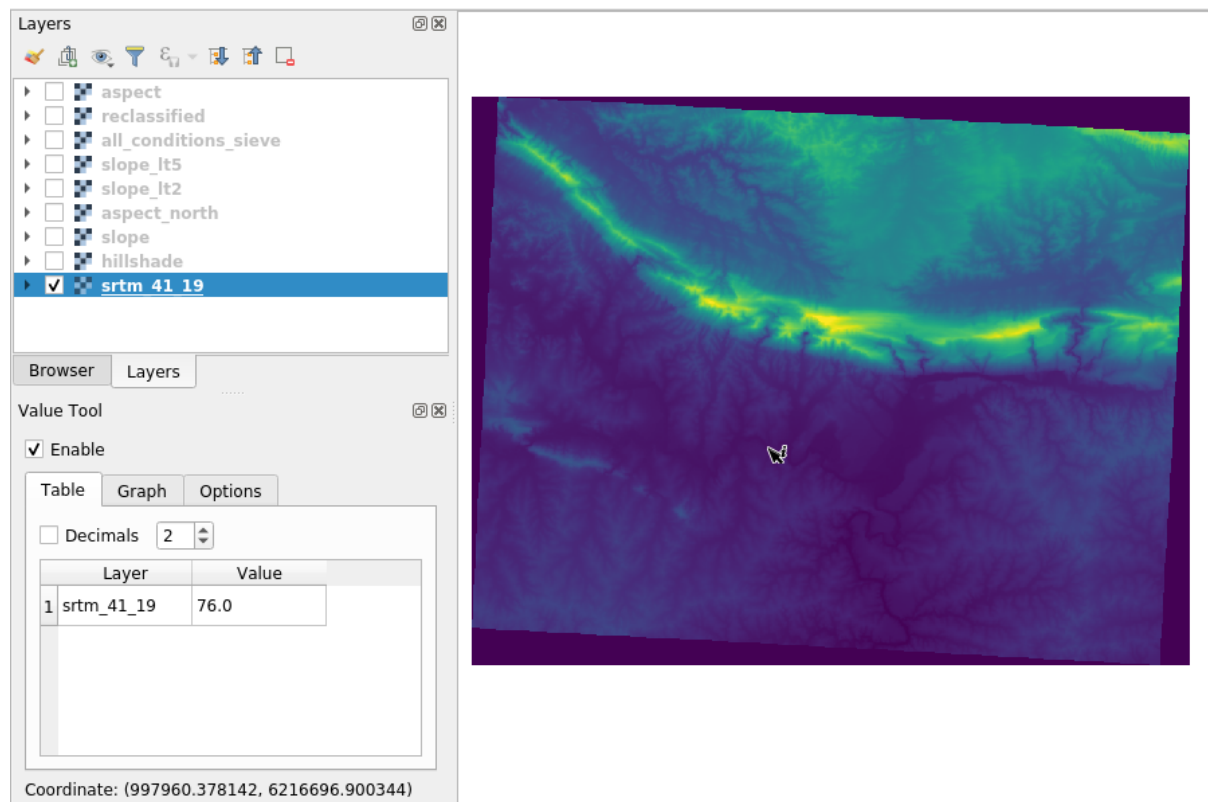 Layers
aspect
reclassified
all_conditions_sieve
slope_lt5
slope_lt2
aspect_north
slope
hillshade
srtm_41_19
Browser Layers
Value Tool
Enable
Table Graph Options
Decimals 2
Layer Value
1 srtm_41_19 76.0
Coordinate: (997960.378142, 6216696.900344)